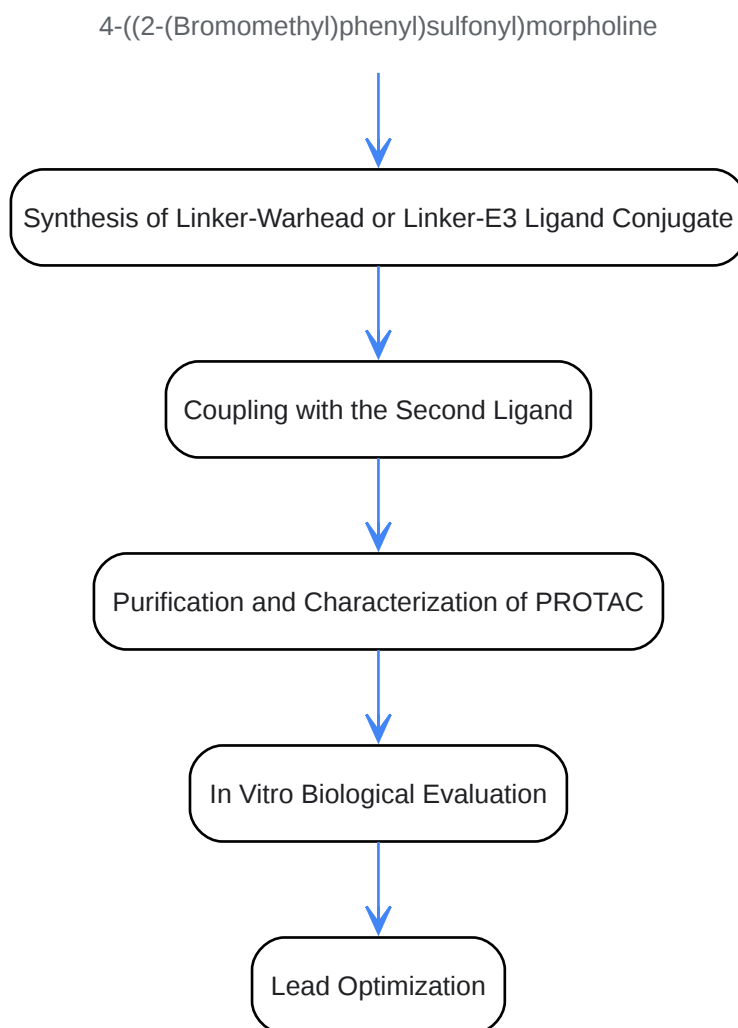 4-((2-(Bromomethyl)phenyl)sulfonyl)morpholine
Synthesis of Linker-Warhead or Linker-E3 Ligand Conjugate
Coupling with the Second Ligand
Purification and Characterization of PROTAC
In Vitro Biological Evaluation
Lead Optimization